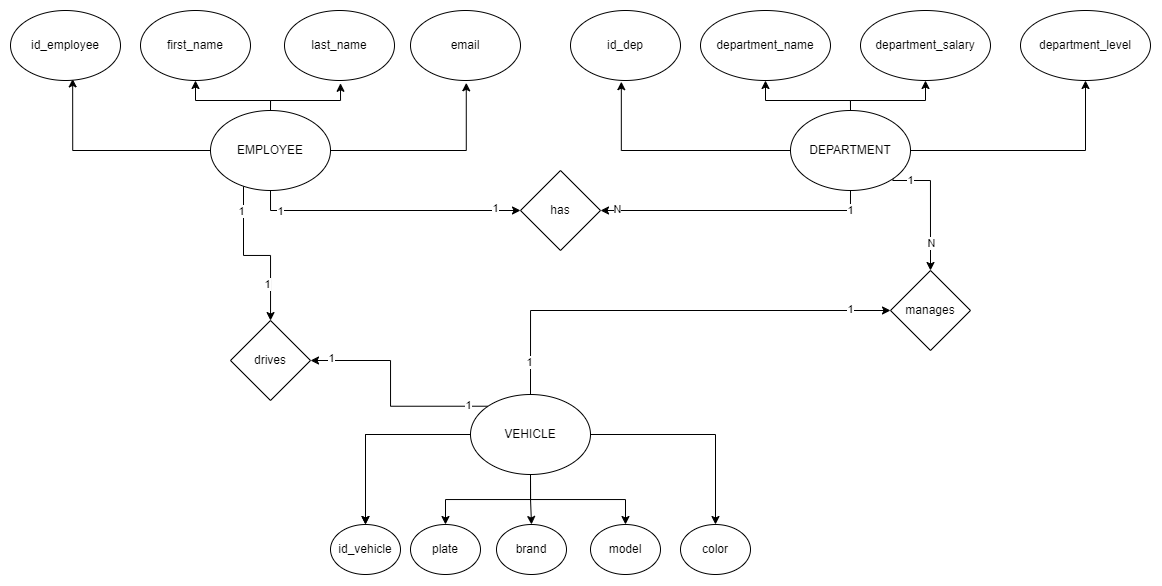 id_employee
first_name
last_name
email
id_dep
department_name
department_salary
department_level
EMPLOYEE
DEPARTMENT
1
1
1
1
has
N
1
N
1
1
manages
drives
1
1
1
VEHICLE
id_vehicle
plate
brand
model
color